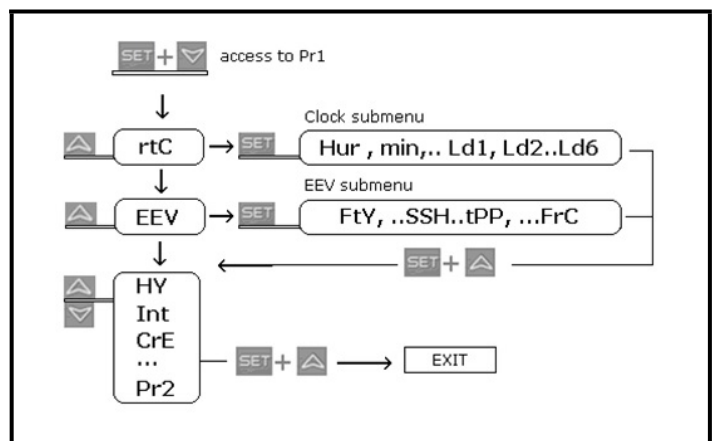 SET + access to Pr1
Clock submenu
rtC SET Hur , min,.. Ld1, Ld2..Ld6
EEV submenu
EEV SET FtY, ..SSH..tPP, ...FrC
SET +
HY
Int
CrE
...
Pr2
SET + EXIT